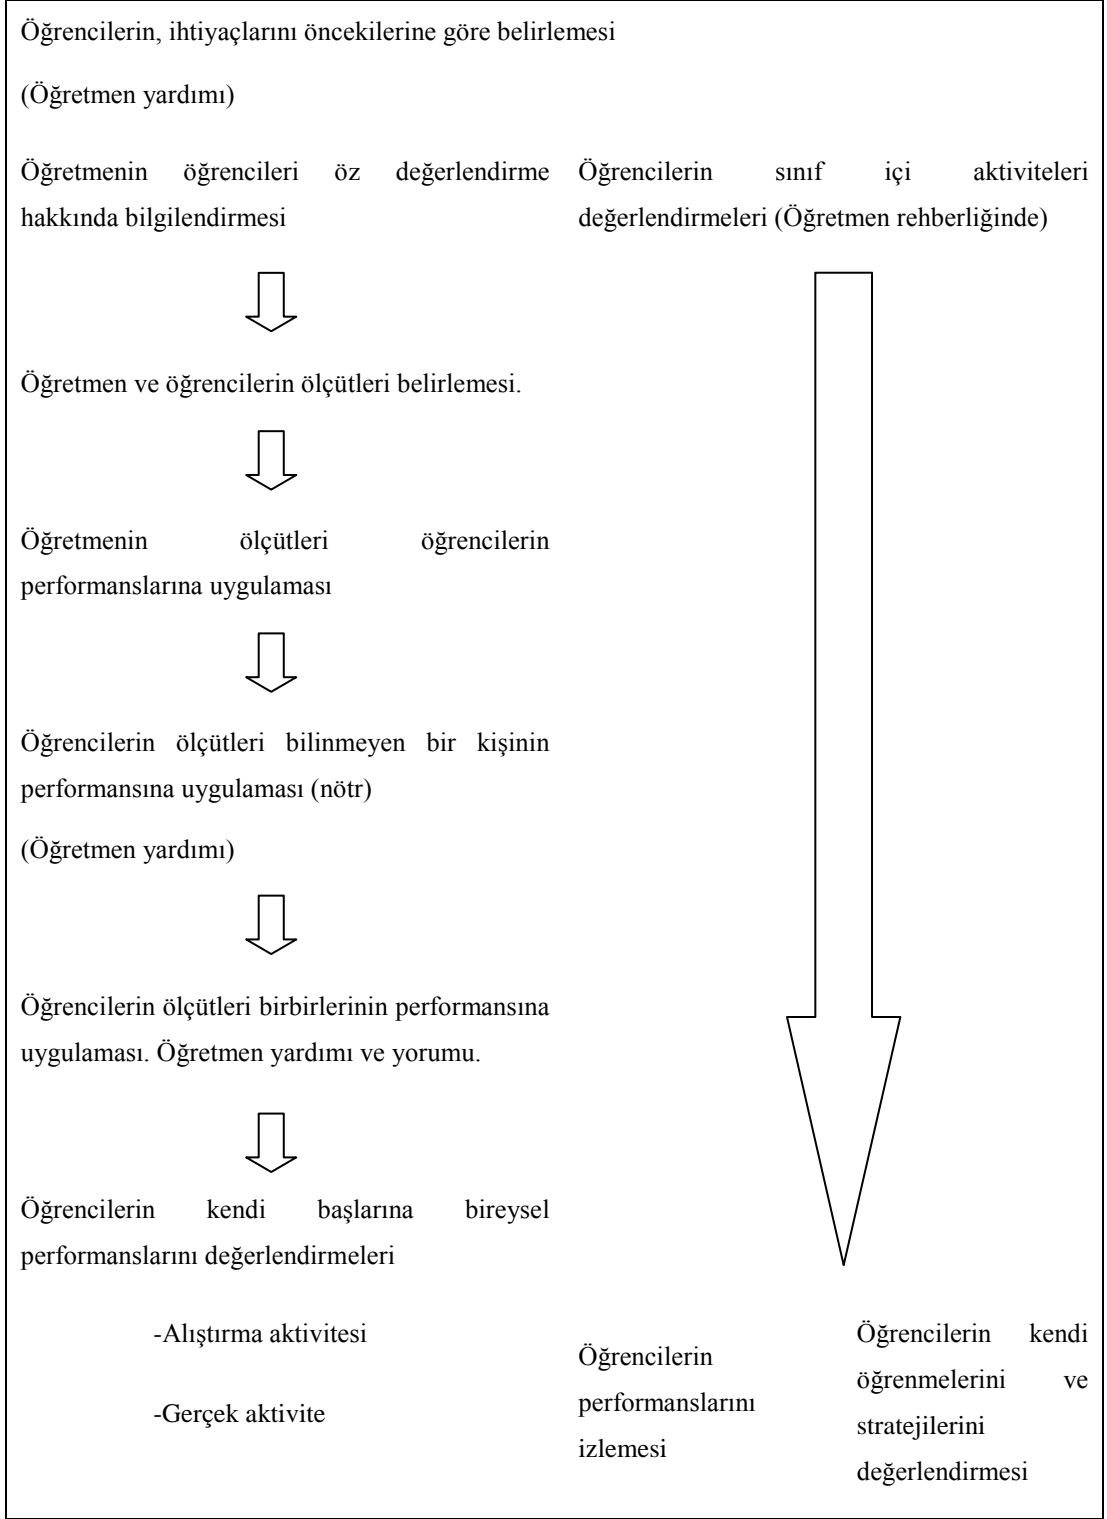 Öğrencilerin, ihtiyaçlarını öncekilerine göre belirlemesi
(Öğretmen yardımı)
Öğretmenin öğrencileri öz değerlendirme
hakkında bilgilendirmesi
Öğretmen ve öğrencilerin ölçütleri belirlemesi.
Öğretmenin ölçütleri öğrencilerin
performanslarına uygulaması
Öğrencilerin ölçütleri bilinmeyen bir kişinin
performansına uygulaması (nötr)
(Öğretmen yardımı)
Öğrencilerin ölçütleri birbirlerinin performansına
uygulaması. Öğretmen yardımı ve yorumu.
Öğrencilerin kendi başlarına bireysel
performanslarını değerlendirmeleri
-Alıştırma aktivitesi
-Gerçek aktivite
Öğrencilerin sınıf içi aktiviteleri
değerlendirmeleri (Öğretmen rehberliğinde)
Öğrencilerin
performanslarını
izlemesi
Öğrencilerin kendi
öğrenmelerini ve
stratejilerini
değerlendirmesi